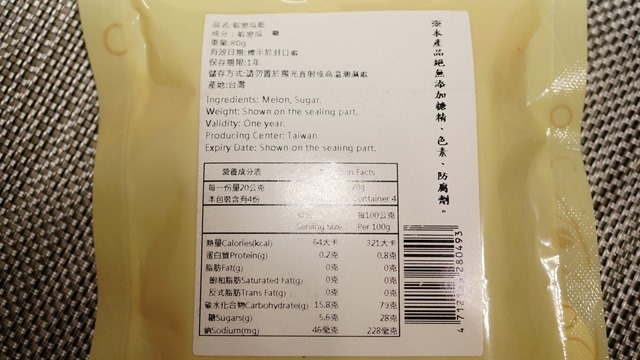 品名:哈密瓜乾
成分：哈密瓜、糖
重量:80g
有效日期:標示於封口處
保存期限:1年
儲存方式:請勿置於陽光直射或高溫潮濕處
產地:台灣
Ingredients: Melon, Sugar.
Weight: Shown on the sealing part.
Validity: One year.
Producing Center: Taiwan.
Expiry Date: Shown on the sealing part.
營養成分表 Facts
每一份量20公克 20g
本包裝含有4份 Container 4
每100公克
Serving Size Per 100g
熱量Calories(kcal) 64大卡 321大卡
蛋白質Protein(g) 0.2克 0.8克
脂肪Fat(g) 0克 0克
飽和脂肪Saturated Fat(g) 0克 0克
反式脂肪Trans Fat(g) 0克 0克
碳水化合物Carbohydrate(g) 15.8克 79克
糖Sugars(g) 5.6克 28克
鈉Sodium(mg) 46毫克 228毫克
本產品絕無添加糖精、色素、防腐劑。
4 712 280493